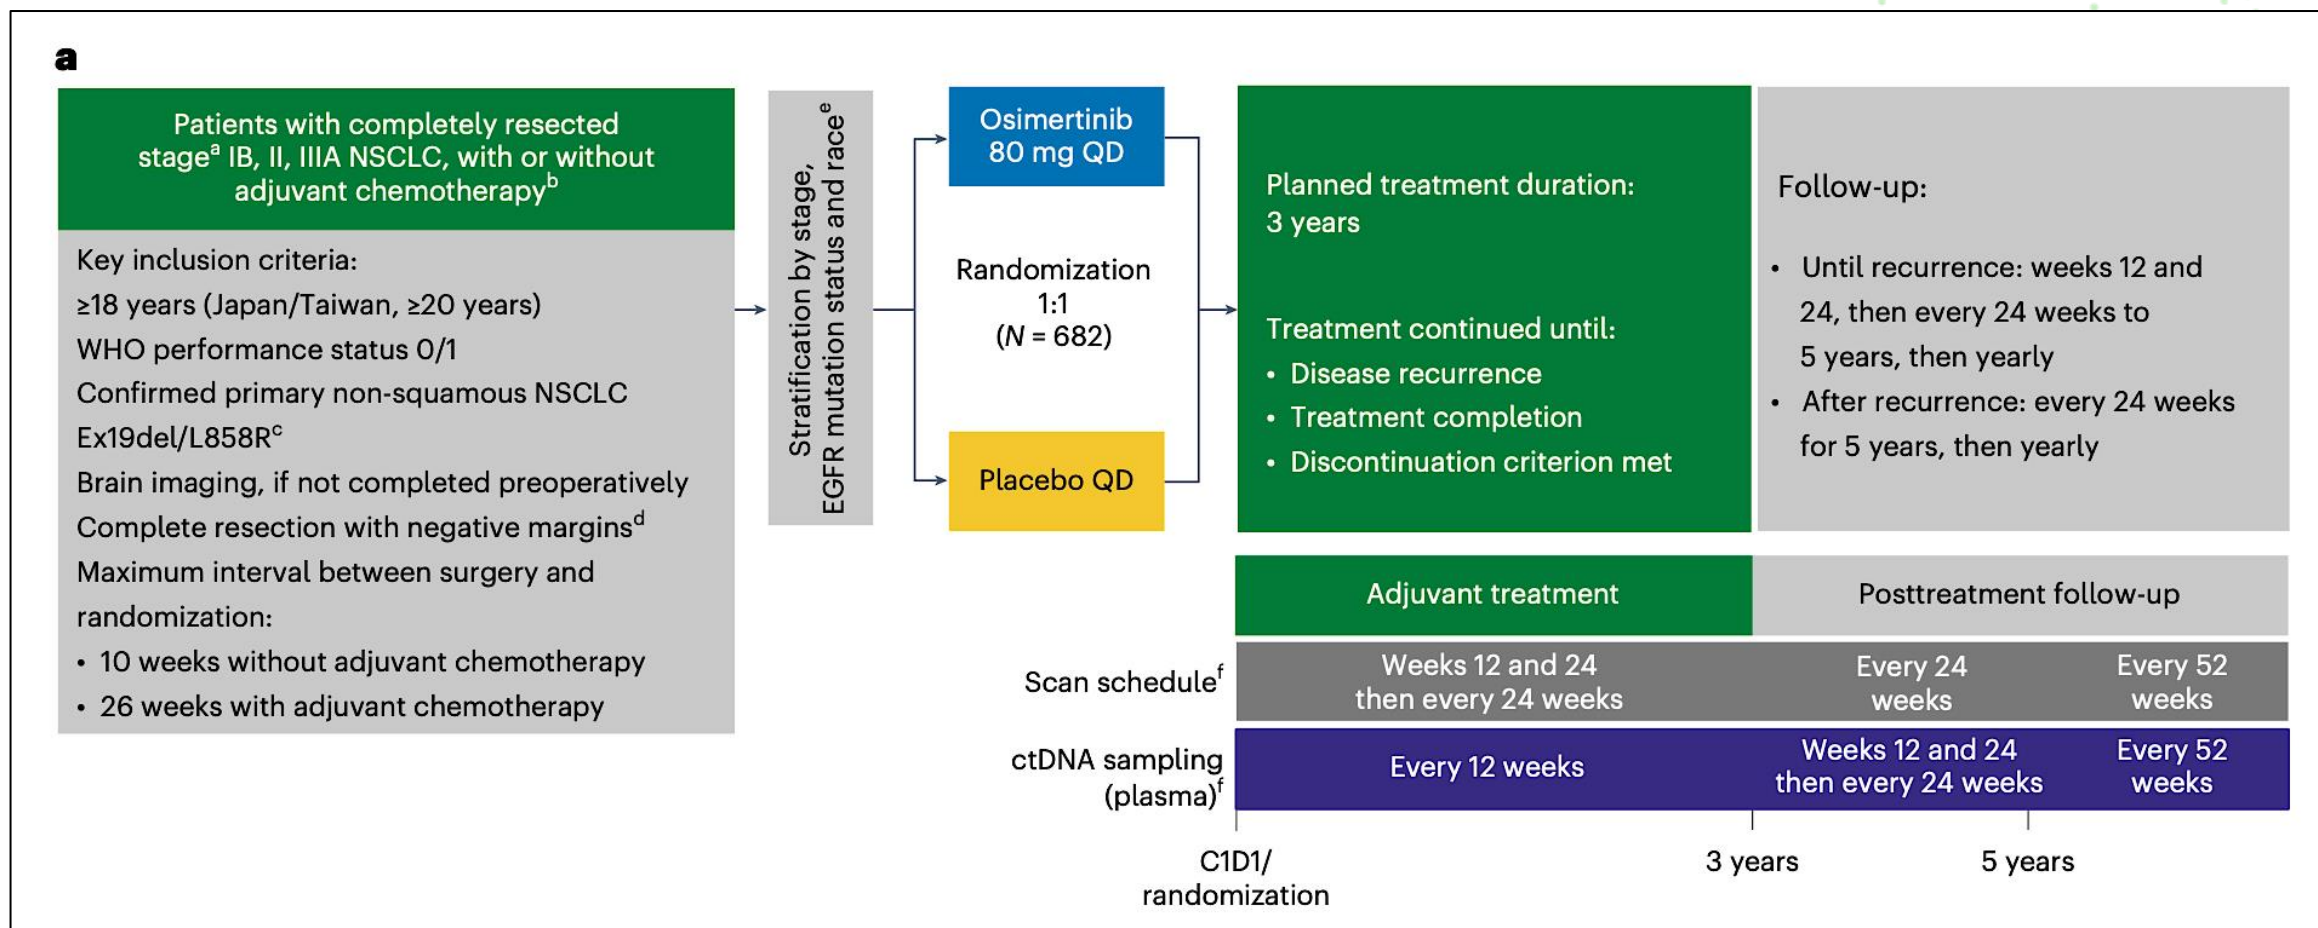 a
Patients with completely resected
stageᵃ IB, II, IIIA NSCLC, with or without
adjuvant chemotherapyᵇ
Key inclusion criteria:
≥18 years (Japan/Taiwan, ≥20 years)
WHO performance status 0/1
Confirmed primary non-squamous NSCLC
Ex19del/L858Rᶜ
Brain imaging, if not completed preoperatively
Complete resection with negative marginsᵈ
Maximum interval between surgery and
randomization:
• 10 weeks without adjuvant chemotherapy
• 26 weeks with adjuvant chemotherapy
Stratification by stage,
EGFR mutation status and raceᵉ
Osimertinib
80 mg QD
Randomization
1:1
(N = 682)
Placebo QD
Planned treatment duration:
3 years
Treatment continued until:
• Disease recurrence
• Treatment completion
• Discontinuation criterion met
Follow-up:
• Until recurrence: weeks 12 and
24, then every 24 weeks to
5 years, then yearly
• After recurrence: every 24 weeks
for 5 years, then yearly
Adjuvant treatment
Posttreatment follow-up
Scan scheduleᶠ
Weeks 12 and 24
then every 24 weeks
Every 24
weeks
Every 52
weeks
ctDNA sampling
(plasma)ᶠ
Every 12 weeks
Weeks 12 and 24
then every 24 weeks
Every 52
weeks
C1D1/
randomization
3 years
5 years